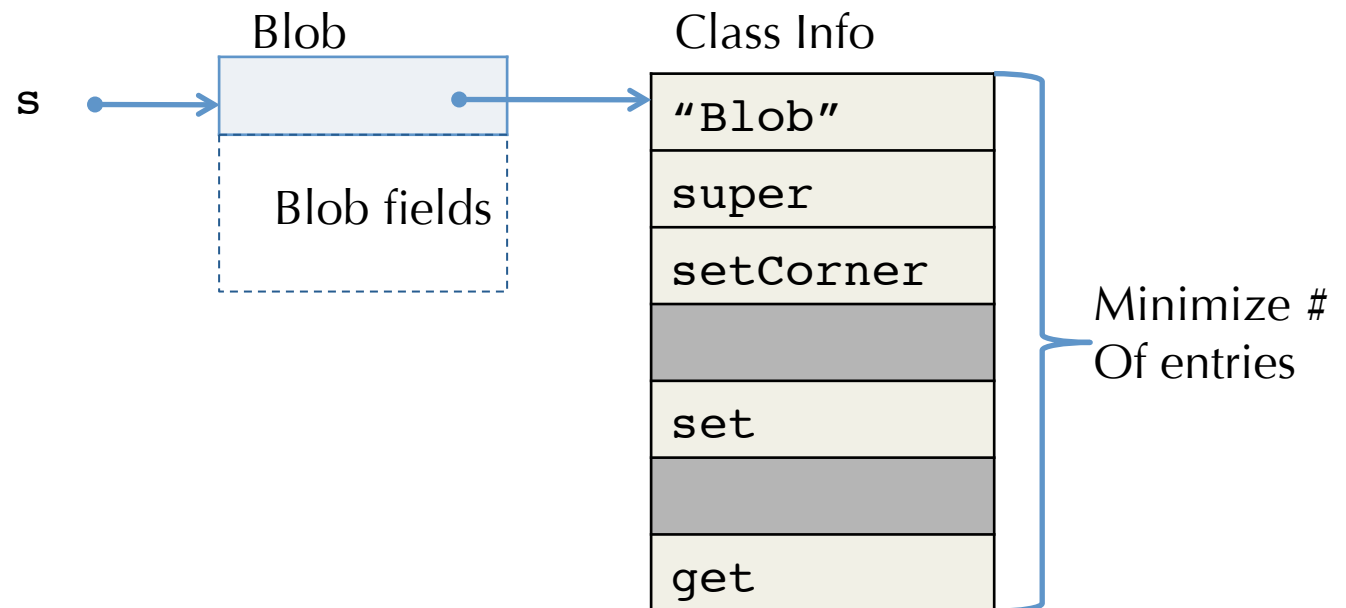 Blob
Class Info
s
“Blob”
super
Blob fields
setCorner
Minimize #
Of entries
set
get